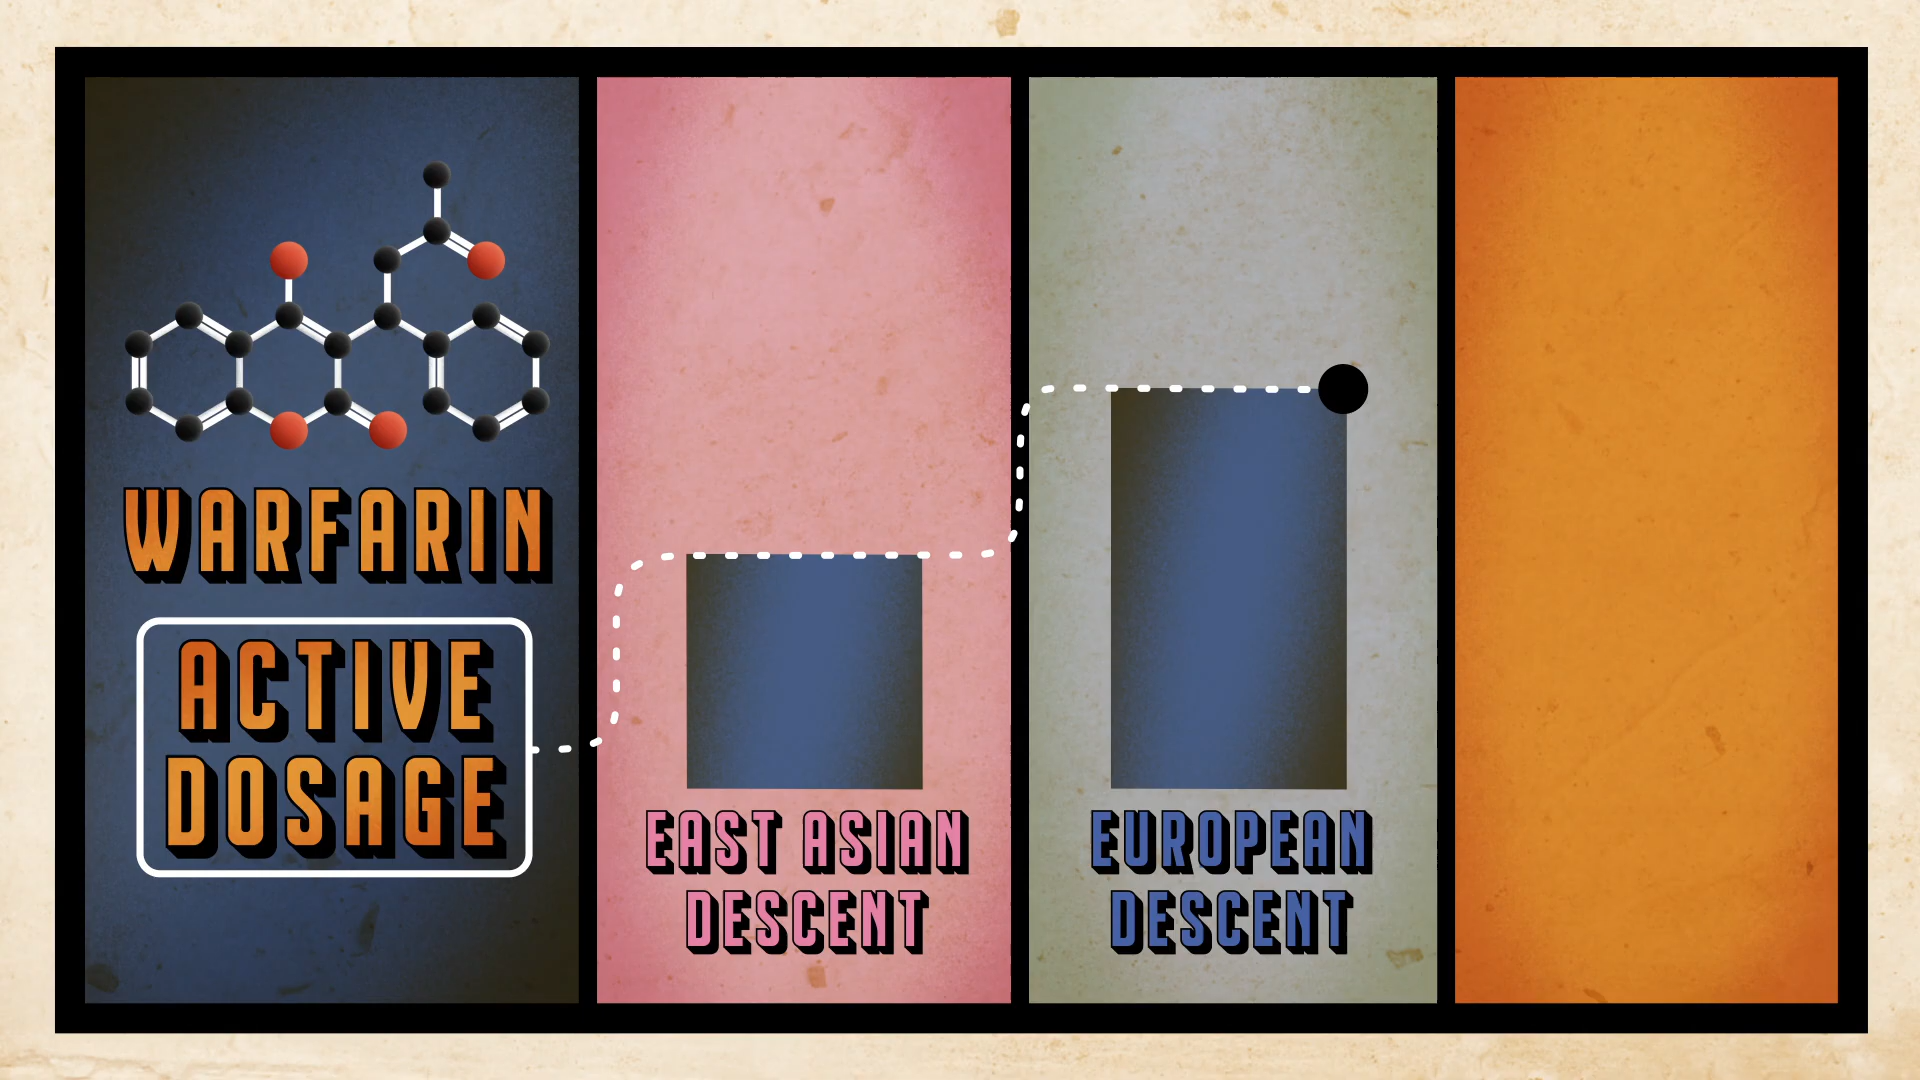 WARFARIN
ACTIVE
DOSAGE
EAST ASIAN
DESCENT
EUROPEAN
DESCENT